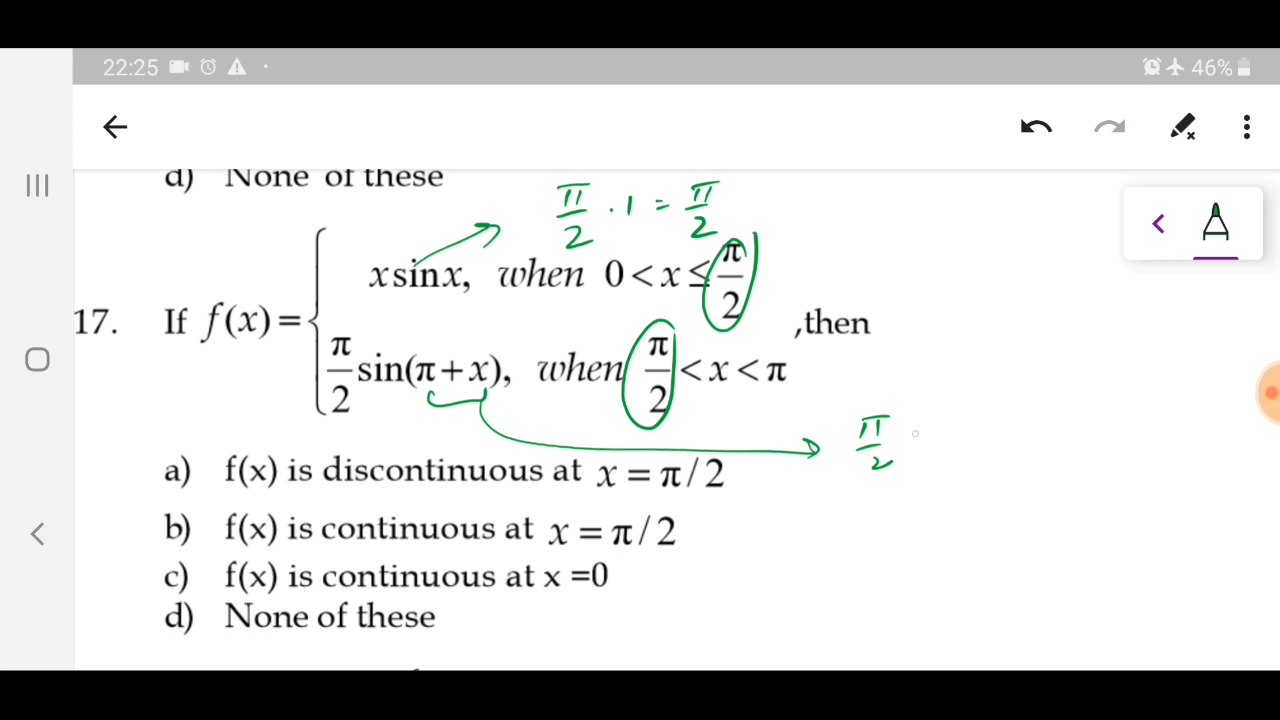 22:25 46%
d) None of these
π/2 · 1 = π/2
x sin x, when 0 < x ≤ π/2
17. If f(x) = ,then
π/2 sin(π + x), when π/2 < x < π
π/2
a) f(x) is discontinuous at x = π/2
b) f(x) is continuous at x = π/2
c) f(x) is continuous at x =0
d) None of these